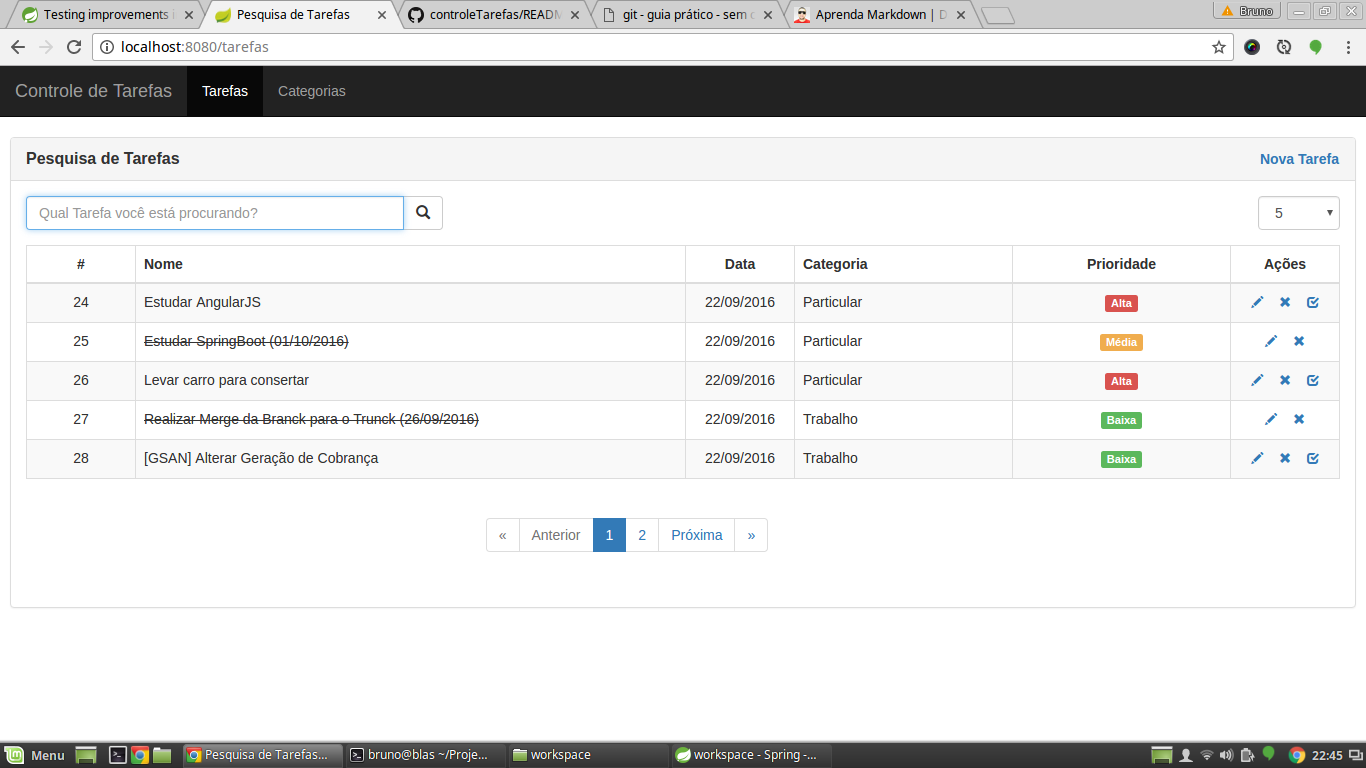 Testing improvements i
Pesquisa de Tarefas
controleTarefas/READM
git - guia prático - sem c
Aprenda Markdown | D
Bruno
localhost:8080/tarefas
Controle de Tarefas
Tarefas
Categorias
Pesquisa de Tarefas
Nova Tarefa
Qual Tarefa você está procurando?
5
# Nome Data Categoria Prioridade Ações
24 Estudar AngularJS 22/09/2016 Particular Alta
25 Estudar SpringBoot (01/10/2016) 22/09/2016 Particular Média
26 Levar carro para consertar 22/09/2016 Particular Alta
27 Realizar Merge da Branck para o Trunck (26/09/2016) 22/09/2016 Trabalho Baixa
28 [GSAN] Alterar Geração de Cobrança 22/09/2016 Trabalho Baixa
« Anterior 1 2 Próxima »
Menu
Pesquisa de Tarefas...
bruno@blas ~/Proje...
workspace
workspace - Spring -...
22:45